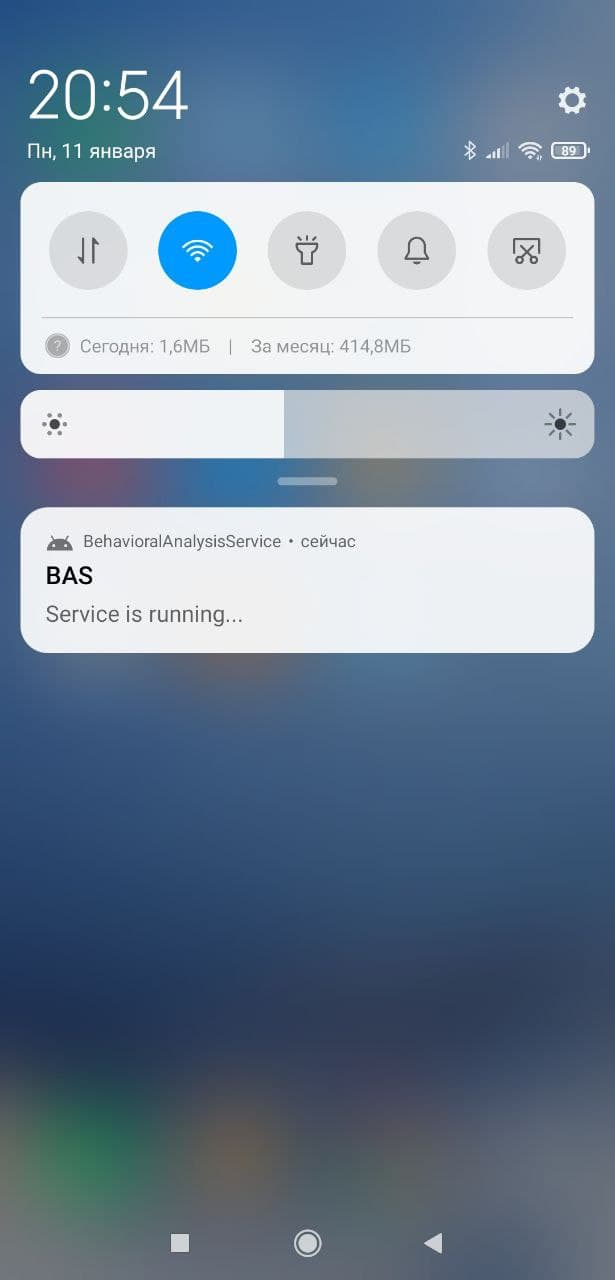 20:54
Пн, 11 января
89
Сегодня: 1,6МБ | За месяц: 414,8МБ
BehavioralAnalysisService • сейчас
BAS
Service is running...